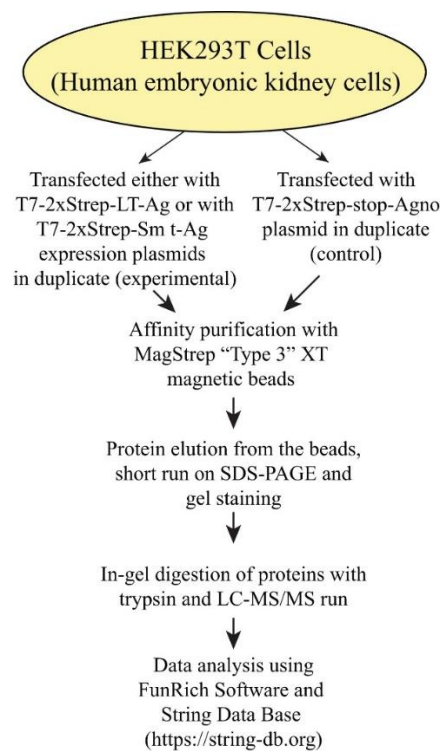 HEK293T Cells
(Human embryonic kidney cells)
Transfected either with
T7-2xStrep-LT-Ag or with
T7-2xStrep-Sm t-Ag
expression plasmids
in duplicate (experimental)
Transfected with
T7-2xStrep-stop-Agno
plasmid in duplicate
(control)
Affinity purification with
MagStrep “Type 3” XT
magnetic beads
Protein elution from the beads,
short run on SDS-PAGE and
gel staining
In-gel digestion of proteins with
trypsin and LC-MS/MS run
Data analysis using
FunRich Software and
String Data Base
(https://string-db.org)